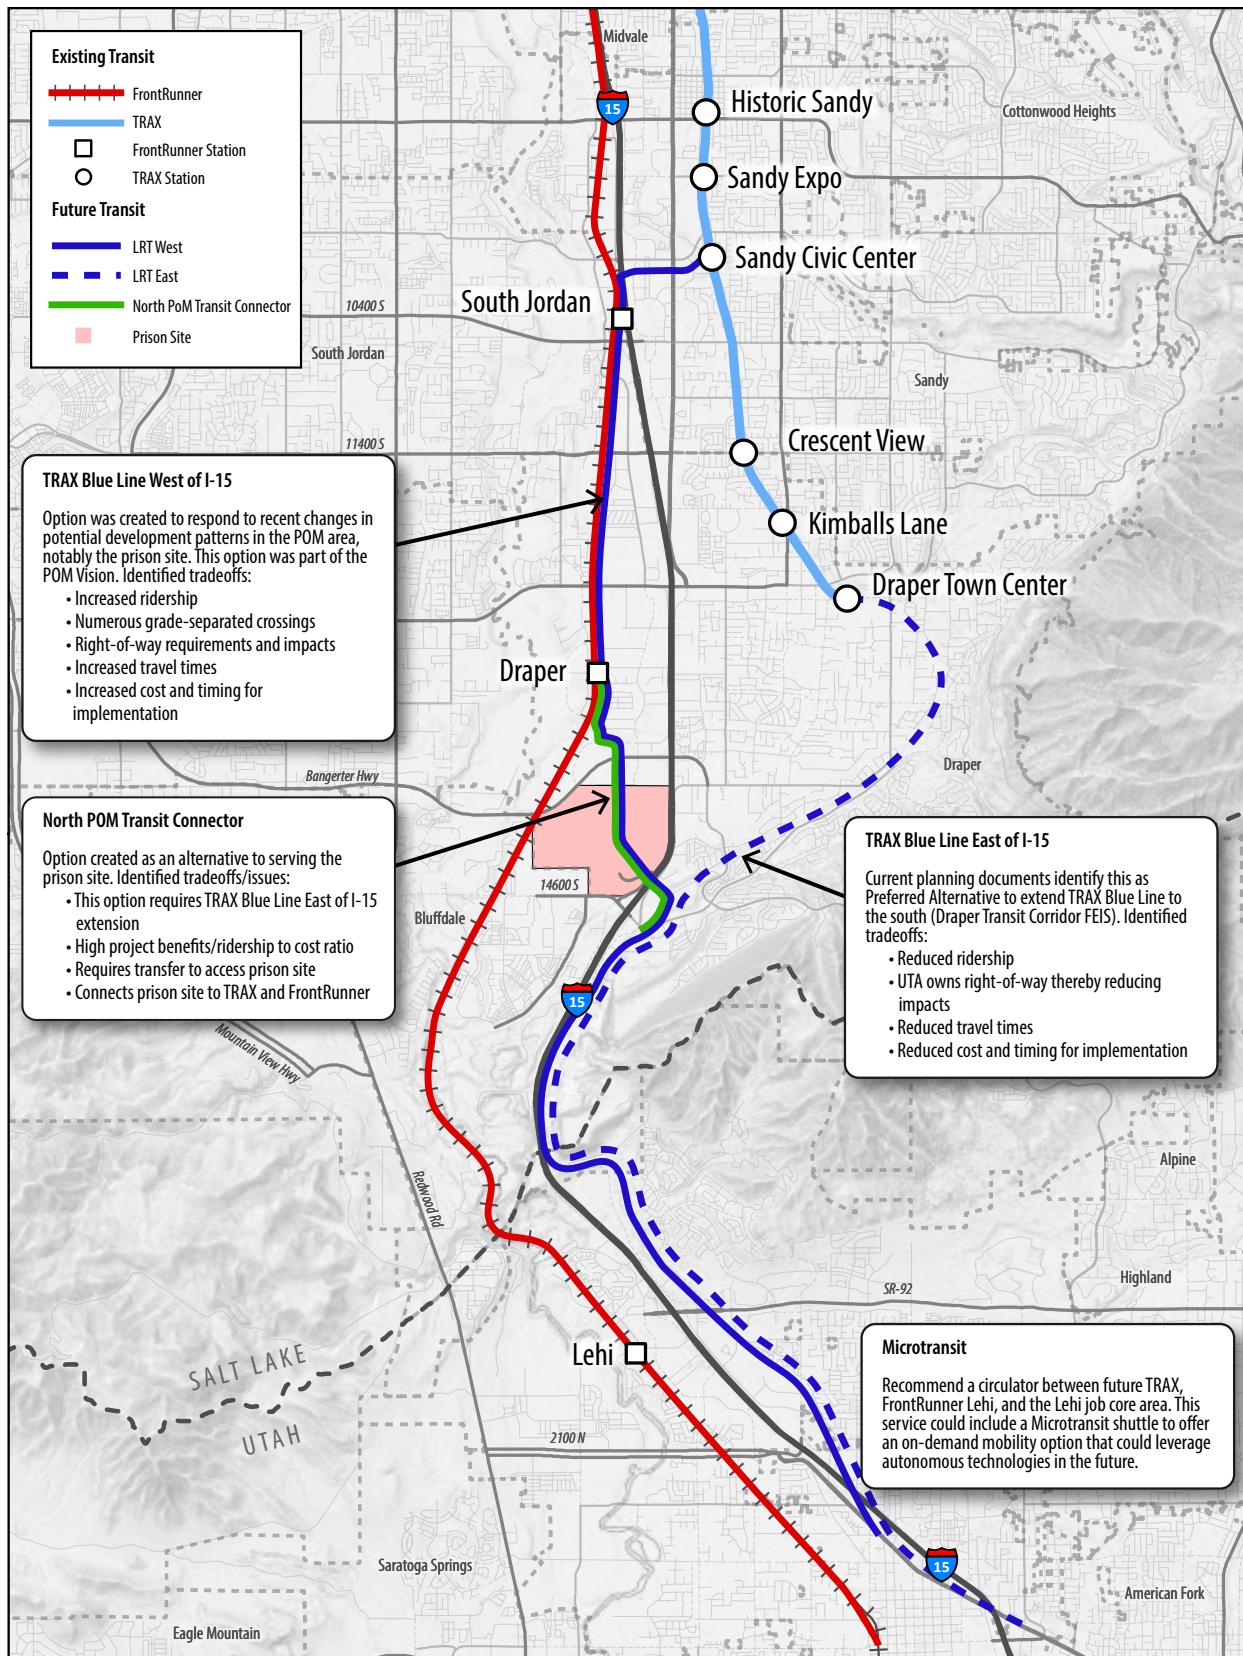 Existing Transit
FrontRunner
TRAX
FrontRunner Station
TRAX Station
Future Transit
LRT West
LRT East
North PoM Transit Connector
Prison Site
Midvale
15
Historic Sandy
Cottonwood Heights
Sandy Expo
Sandy Civic Center
South Jordan
10400 S
South Jordan
Sandy
11400 S
Crescent View
Kimballs Lane
Draper Town Center
TRAX Blue Line West of I-15
Option was created to respond to recent changes in
potential development patterns in the POM area,
notably the prison site. This option was part of the
POM Vision. Identified tradeoffs:
• Increased ridership
• Numerous grade-separated crossings
• Right-of-way requirements and impacts
• Increased travel times
• Increased cost and timing for
implementation
Draper
Bangerter Hwy
Draper
North POM Transit Connector
Option created as an alternative to serving the
prison site. Identified tradeoffs/issues:
• This option requires TRAX Blue Line East of I-15
extension
• High project benefits/ridership to cost ratio
• Requires transfer to access prison site
• Connects prison site to TRAX and FrontRunner
14600 S
Bluffdale
15
TRAX Blue Line East of I-15
Current planning documents identify this as
Preferred Alternative to extend TRAX Blue Line to
the south (Draper Transit Corridor FEIS). Identified
tradeoffs:
• Reduced ridership
• UTA owns right-of-way thereby reducing
impacts
• Reduced travel times
• Reduced cost and timing for implementation
Mountain View Hwy
Redwood Rd
Alpine
Highland
SR-92
Lehi
SALT LAKE
UTAH
2100 N
Microtransit
Recommend a circulator between future TRAX,
FrontRunner Lehi, and the Lehi job core area. This
service could include a Microtransit shuttle to offer
an on-demand mobility option that could leverage
autonomous technologies in the future.
Saratoga Springs
15
American Fork
Eagle Mountain